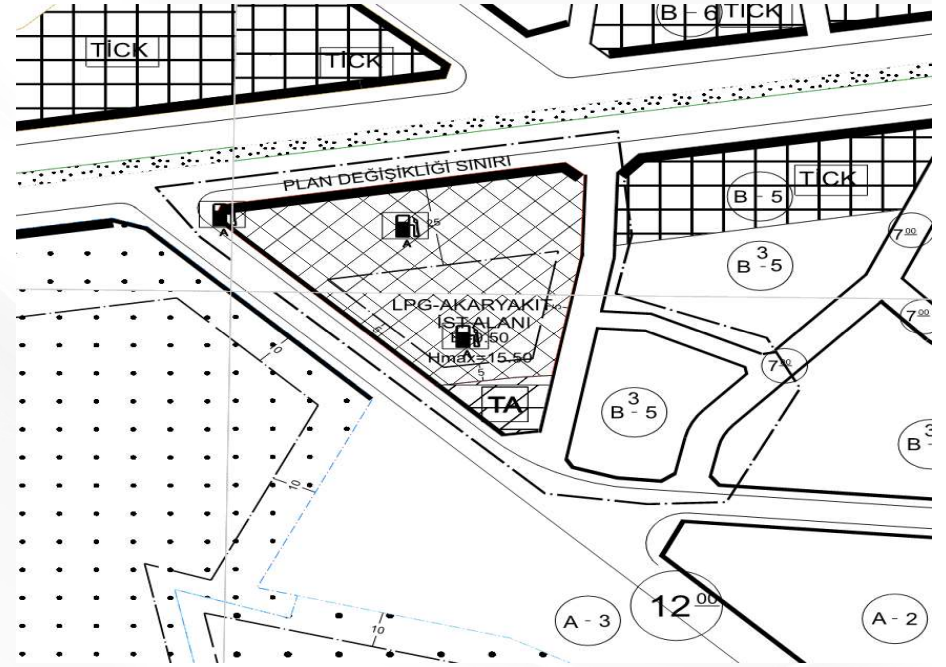 B - 6
TİCK
TİCK
TİCK
PLAN DEĞİŞİKLİĞİ SINIRI
TİCK
B - 5
A
A
25
7 00
3
B - 5
LPG-AKARYAKIT
İST.ALANI
Hmax=15.50
A
5
7 00
7 00
TA
3
B - 5
3
B
10
10
10
12 00
A - 3
A - 2